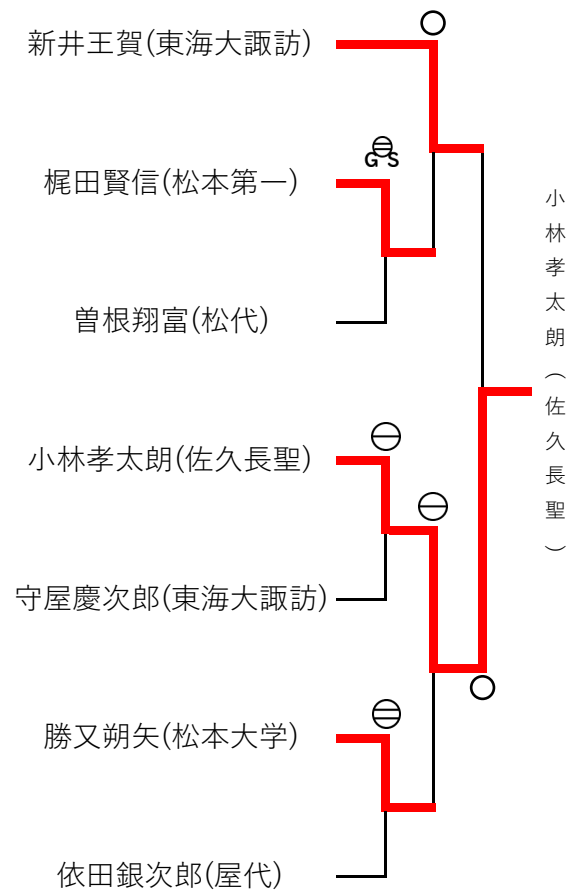 新井王賀(東海大諏訪)
GS
梶田賢信(松本第一)
曽根翔富(松代)
小林孝太朗(佐久長聖)
守屋慶次郎(東海大諏訪)
勝又朔矢(松本大学)
依田銀次郎(屋代)
小林孝太朗(佐久長聖)